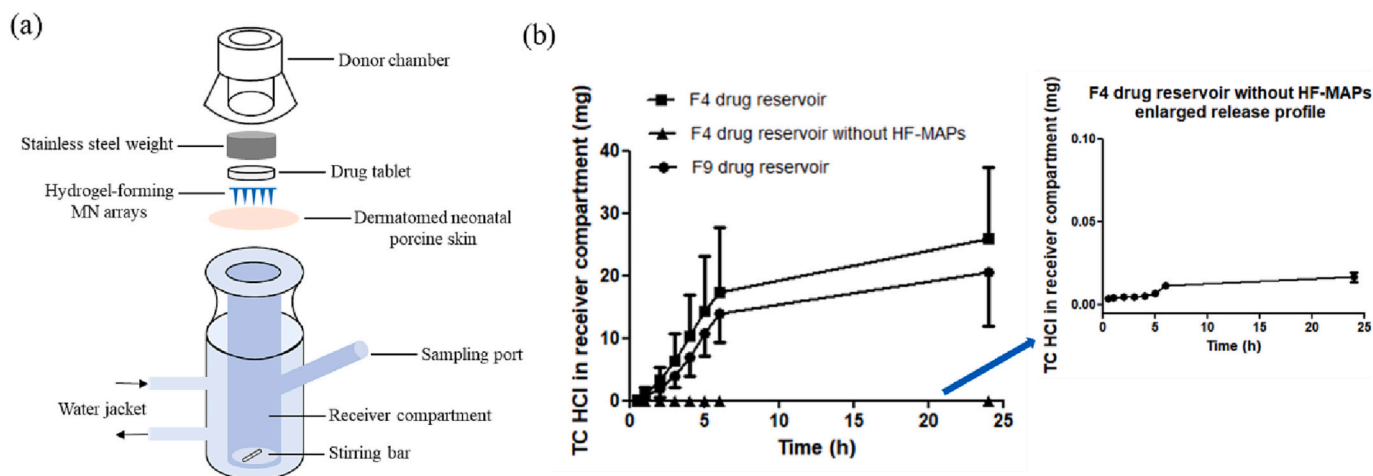 (a)
Donor chamber
Stainless steel weight
Drug tablet
Hydrogel-forming
MN arrays
Dermatomed neonatal
porcine skin
Sampling port
Water jacket
Receiver compartment
Stirring bar
(b)
TC HCl in receiver compartment (mg)
F4 drug reservoir
F4 drug reservoir without HF-MAPs
F9 drug reservoir
40
30
20
10
0
0 5 10 15 20 25
Time (h)
F4 drug reservoir without HF-MAPs
enlarged release profile
TC HCl in receiver compartment (mg)
0.10
0.05
0.00
0 5 10 15 20 25
Time (h)